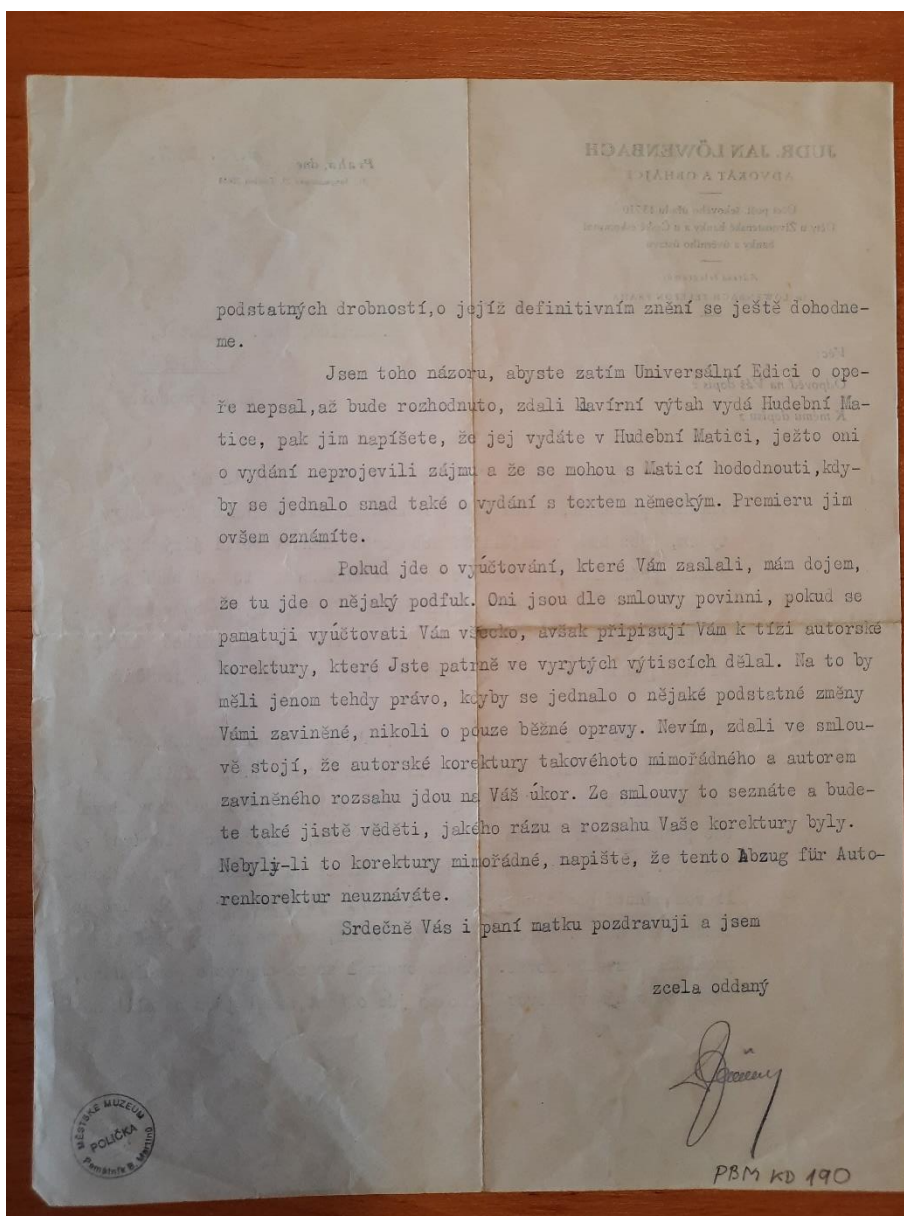 JUDR. JAN LÖWENBACH
ADVOKÁT A OBHÁJCE
Praha, dne
podstatných drobností,o jejíž definitivním znění se ještě dohodne-
me.
Věc:
Jsem toho názoru, abyste zatím Universální Edici o ope-
Odpověď na Váš dopis z
ře nepsal,až bude rozhodnuto, zdali klavírní výtah vydá Hudební Ma-
K mému dopisu z
tice, pak jim napíšete, že jej vydáte v Hudební Matici, ježto oni
o vydání neprojevili zájmu a že se mohou s Maticí hododnouti,kdy-
by se jednalo snad také o vydání s textem německým. Premieru jim
ovšem oznámíte.
Pokud jde o vyúčtování, které Vám zaslali, mám dojem,
že tu jde o nějaký podfuk. Oni jsou dle smlouvy povinni, pokud se
pamatuji vyúčtovati Vám všecko, avšak připisují Vám k tíži autorské
korektury, které Jste patrně ve vyrytých výtiscích dělal. Na to by
měli jenom tehdy právo, kdyby se jednalo o nějaké podstatné změny
Vámi zaviněné, nikoli o pouze běžné opravy. Nevím, zdali ve smlou-
vě stojí, že autorské korektury takovéhoto mimořádného a autorem
zaviněného rozsahu jdou na Váš úkor. Ze smlouvy to seznáte a bude-
te také jistě věděti, jakého rázu a rozsahu Vaše korektury byly.
Nebyly-li to korektury mimořádné, napište, že tento Abzug für Auto-
renkorektur neuznáváte.
Srdečně Vás i paní matku pozdravuji a jsem
zcela oddaný
MĚSTSKÉ MUZEUM
POLIČKA
Památník B. Martinů
PBM KD 190